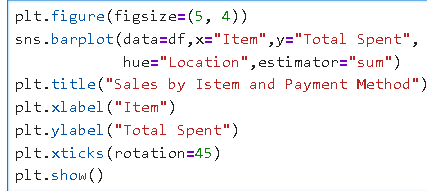 plt.figure(figsize=(5, 4))
sns.barplot(data=df,x="Item",y="Total Spent",
hue="Location",estimator="sum")
plt.title("Sales by Istem and Payment Method")
plt.xlabel("Item")
plt.ylabel("Total Spent")
plt.xticks(rotation=45)
plt.show()